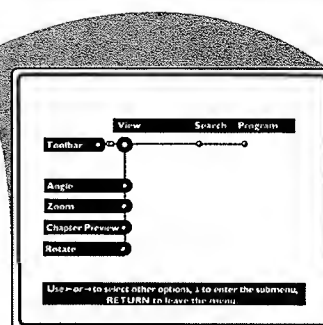 View Search Program
Toolbar
Angle
Zoom
Chapter Preview
Rotate
Use ← or → to select other options, ↓ to enter the submenu,
RETURN to leave the menu